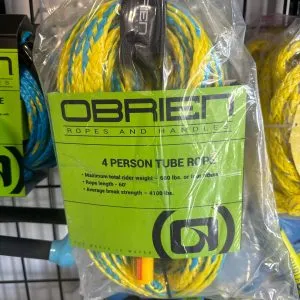 OBRIEN
ROPES AND HANDLES
4 PERSON TUBE ROPE
• Maximum total rider weight - 680 lbs. or four riders
• Rope length - 60'
• Average break strength - 4100 lbs.